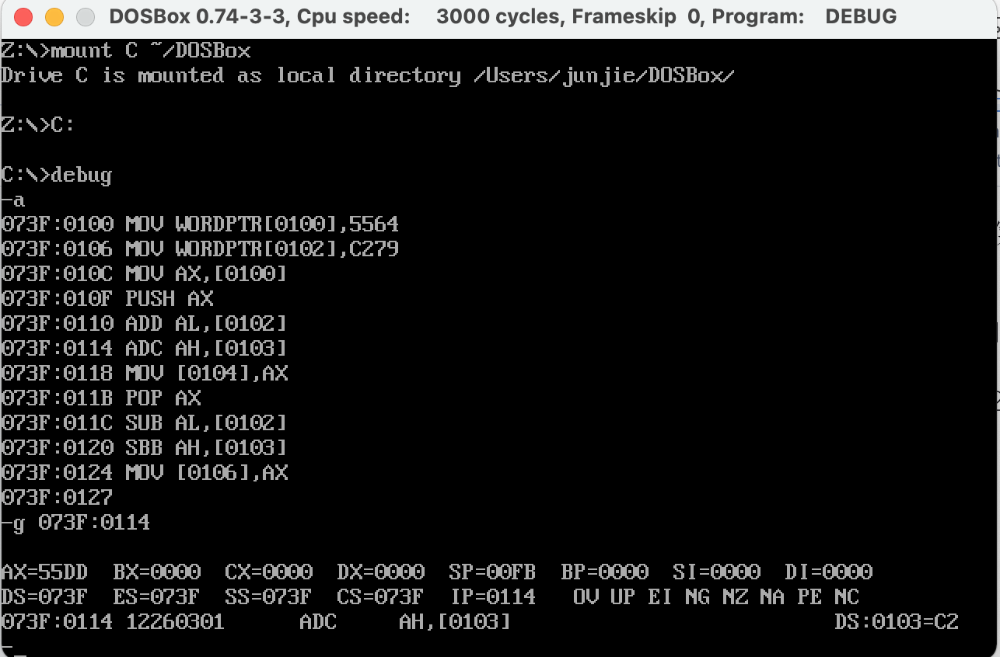 DOSBox 0.74-3-3, Cpu speed: 3000 cycles, Frameskip 0, Program: DEBUG
Z:\>mount C ~/DOSBox
Drive C is mounted as local directory /Users/junjie/DOSBox/
Z:\>C:
C:\>debug
-a
073F:0100 MOV WORDPTR[0100],5564
073F:0106 MOV WORDPTR[0102],C279
073F:010C MOV AX,[0100]
073F:010F PUSH AX
073F:0110 ADD AL,[0102]
073F:0114 ADC AH,[0103]
073F:0118 MOV [0104],AX
073F:011B POP AX
073F:011C SUB AL,[0102]
073F:0120 SBB AH,[0103]
073F:0124 MOV [0106],AX
073F:0127
-g 073F:0114
AX=55DD BX=0000 CX=0000 DX=0000 SP=00FB BP=0000 SI=0000 DI=0000
DS=073F ES=073F SS=073F CS=073F IP=0114 OV UP EI NG NZ NA PE NC
073F:0114 12260301 ADC AH,[0103] DS:0103=C2
-_